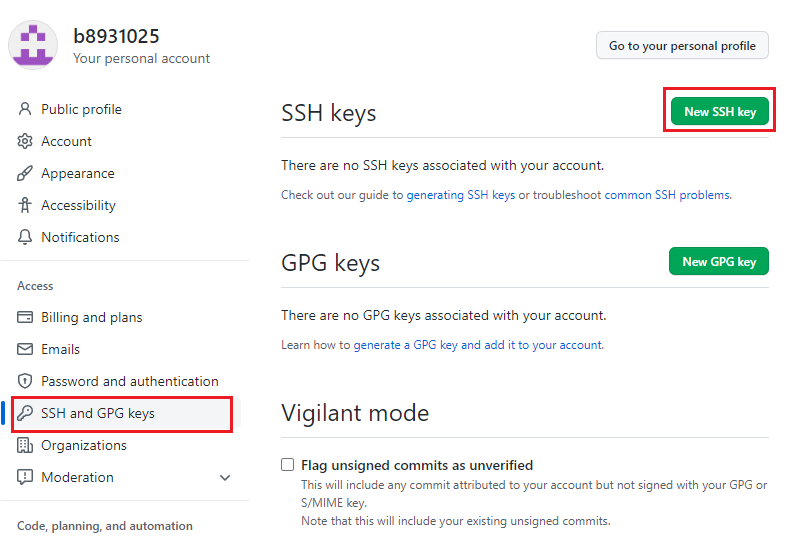 b8931025
Your personal account
Go to your personal profile
Public profile
Account
Appearance
Accessibility
Notifications
Access
Billing and plans
Emails
Password and authentication
SSH and GPG keys
Organizations
Moderation
Code, planning, and automation
SSH keys
New SSH key
There are no SSH keys associated with your account.
Check out our guide to generating SSH keys or troubleshoot common SSH problems.
GPG keys
New GPG key
There are no GPG keys associated with your account.
Learn how to generate a GPG key and add it to your account.
Vigilant mode
Flag unsigned commits as unverified
This will include any commit attributed to your account but not signed with your GPG or
S/MIME key.
Note that this will include your existing unsigned commits.